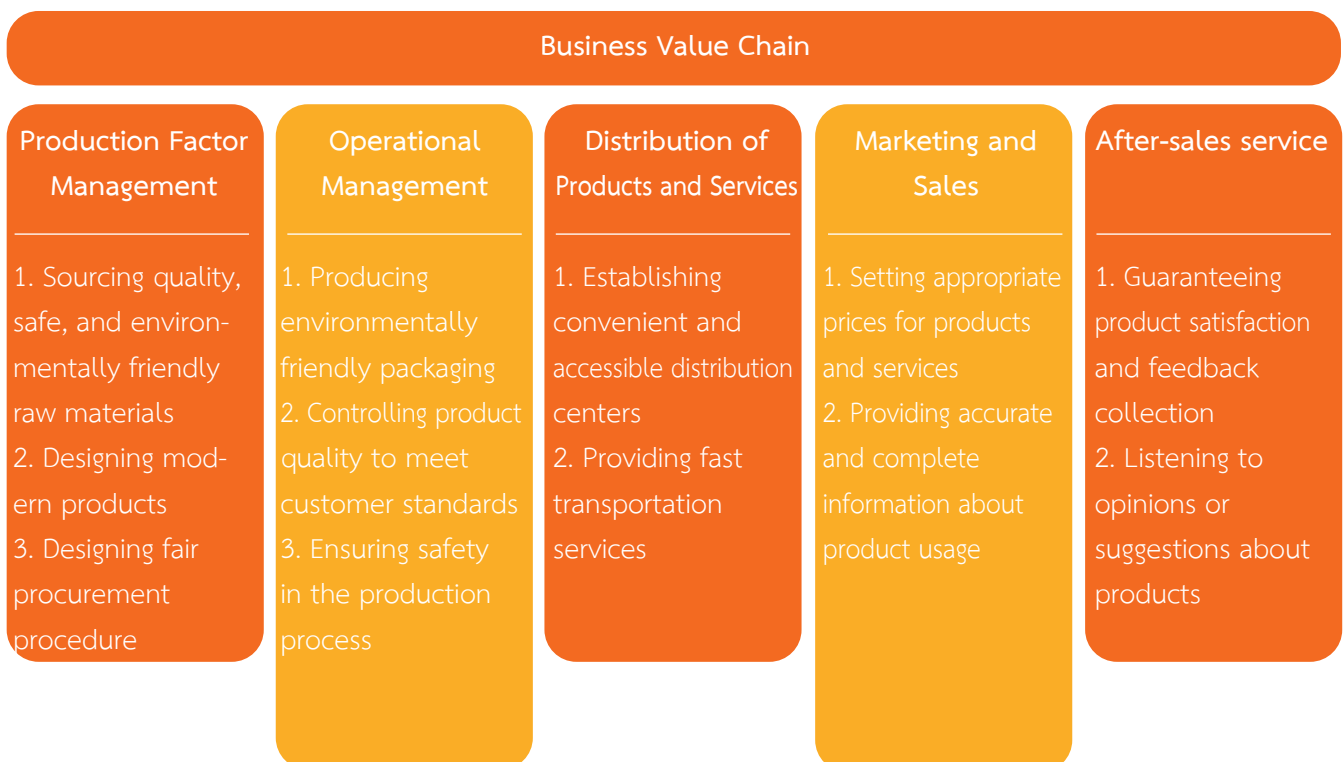 Business Value Chain
Production Factor
Management
1. Sourcing quality,
safe, and environ-
mentally friendly
raw materials
2. Designing mod-
ern products
3. Designing fair
procurement
procedure
Operational
Management
1. Producing
environmentally
friendly packaging
2. Controlling product
quality to meet
customer standards
3. Ensuring safety
in the production
process
Distribution of
Products and Services
1. Establishing
convenient and
accessible distribution
centers
2. Providing fast
transportation
services
Marketing and
Sales
1. Setting appropriate
prices for products
and services
2. Providing accurate
and complete
information about
product usage
After-sales service
1. Guaranteeing
product satisfaction
and feedback
collection
2. Listening to
opinions or
suggestions about
products